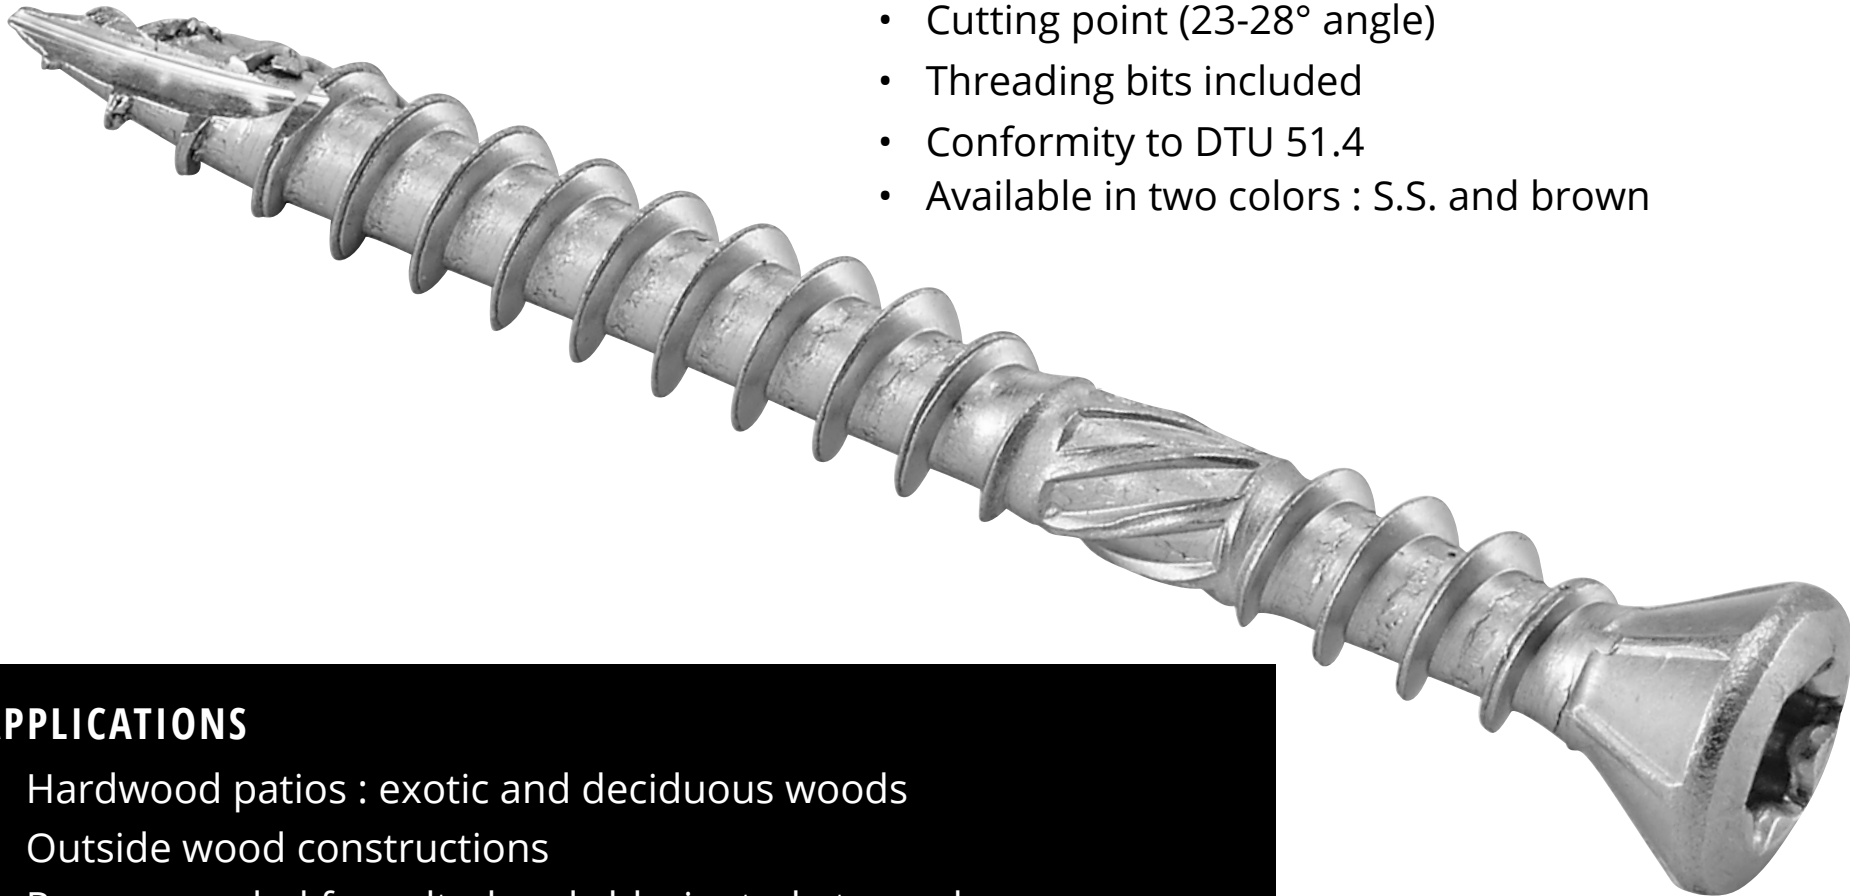 • Cutting point (23-28° angle)
• Threading bits included
• Conformity to DTU 51.4
• Available in two colors : S.S. and brown
PPLICATIONS
Hardwood patios : exotic and deciduous woods
Outside wood constructions